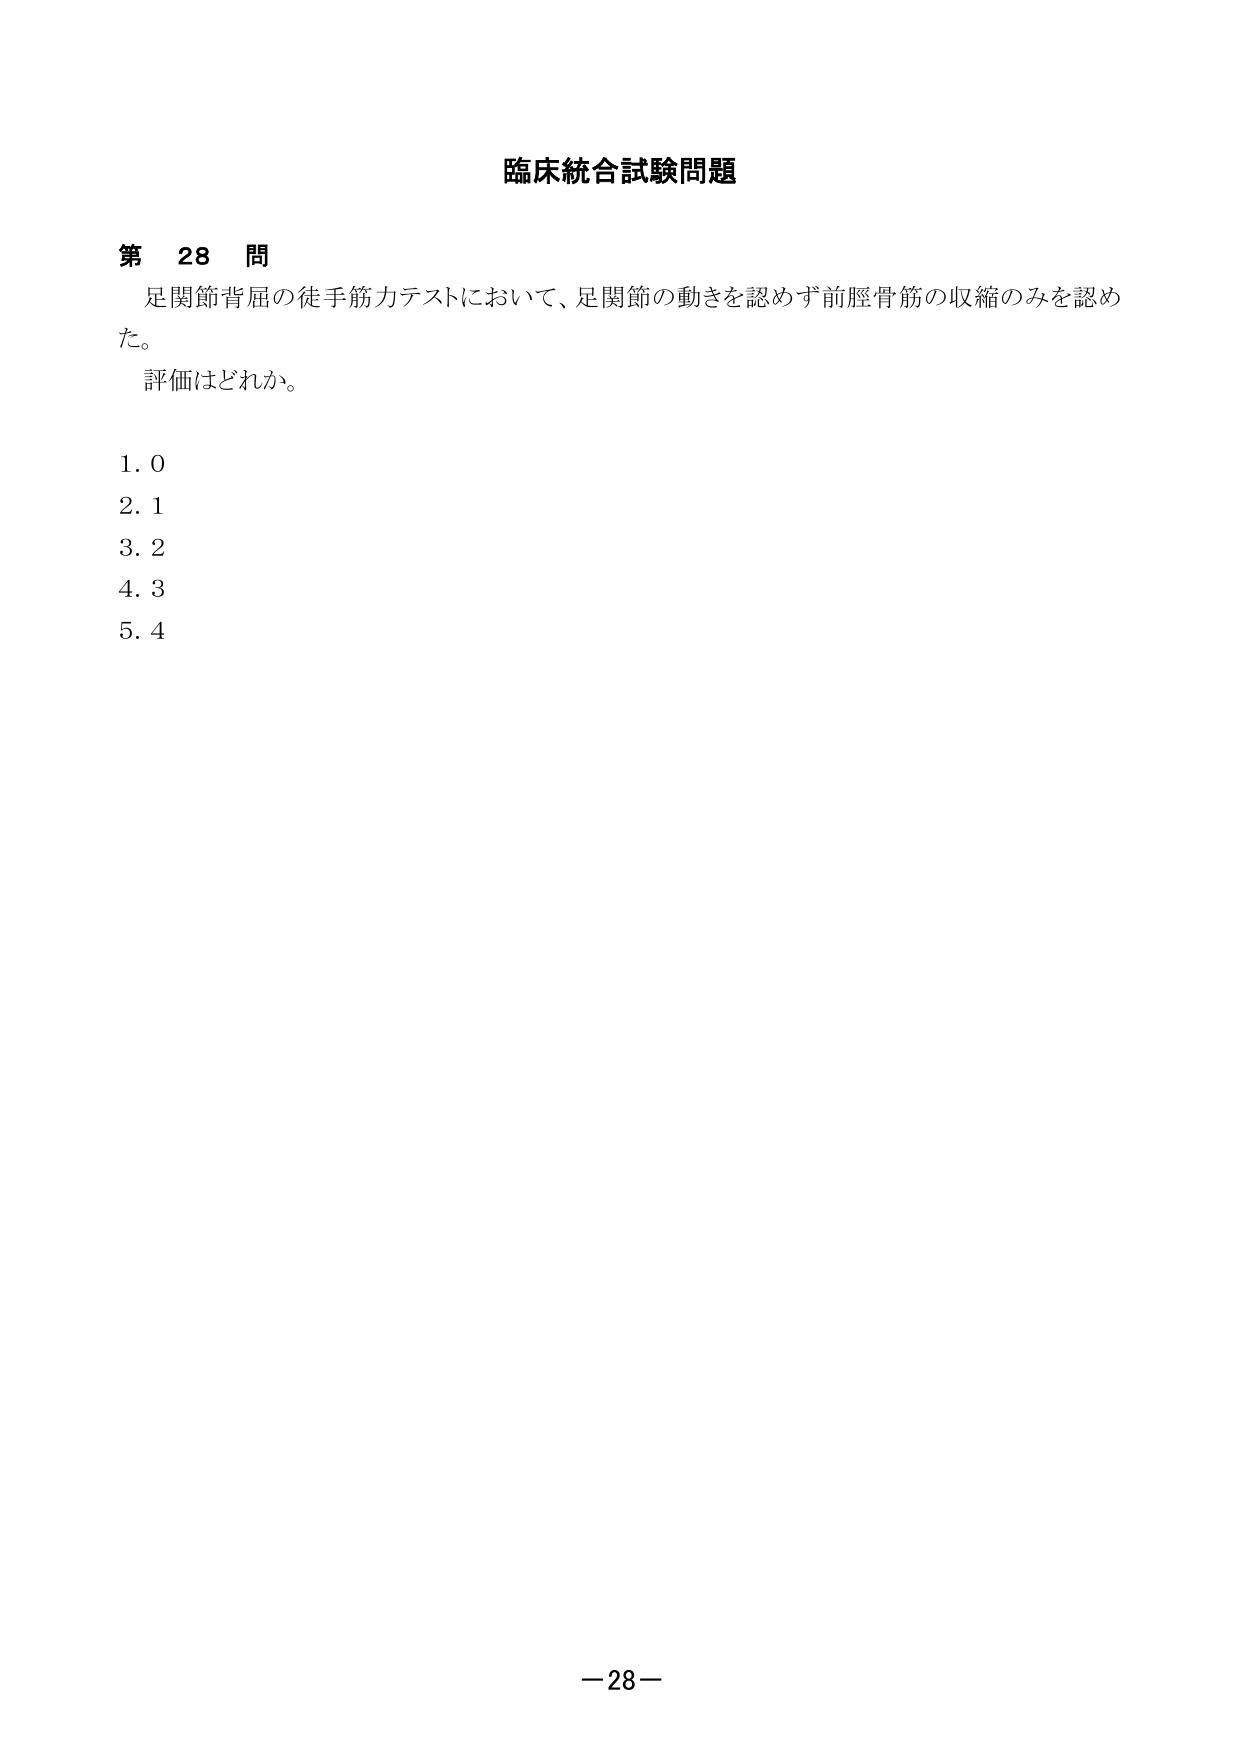 臨床統合試験問題
第　28　問
足関節背屈の徒手筋力テストにおいて、足関節の動きを認めず前脛骨筋の収縮のみを認め
た。
評価はどれか。
1. 0
2. 1
3. 2
4. 3
5. 4
―28―